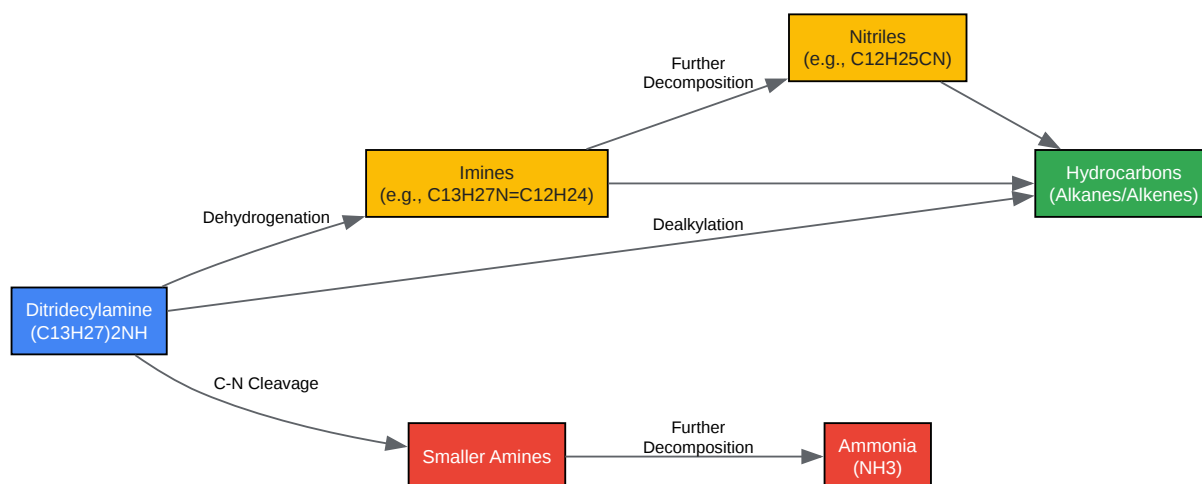 Nitriles
(e.g., C12H25CN)
Further
Decomposition
Imines
(e.g., C13H27N=C12H24)
Hydrocarbons
(Alkanes/Alkenes)
Dehydrogenation
Dealkylation
Ditridecylamine
(C13H27)2NH
C-N Cleavage
Smaller Amines
Further
Decomposition
Ammonia
(NH3)